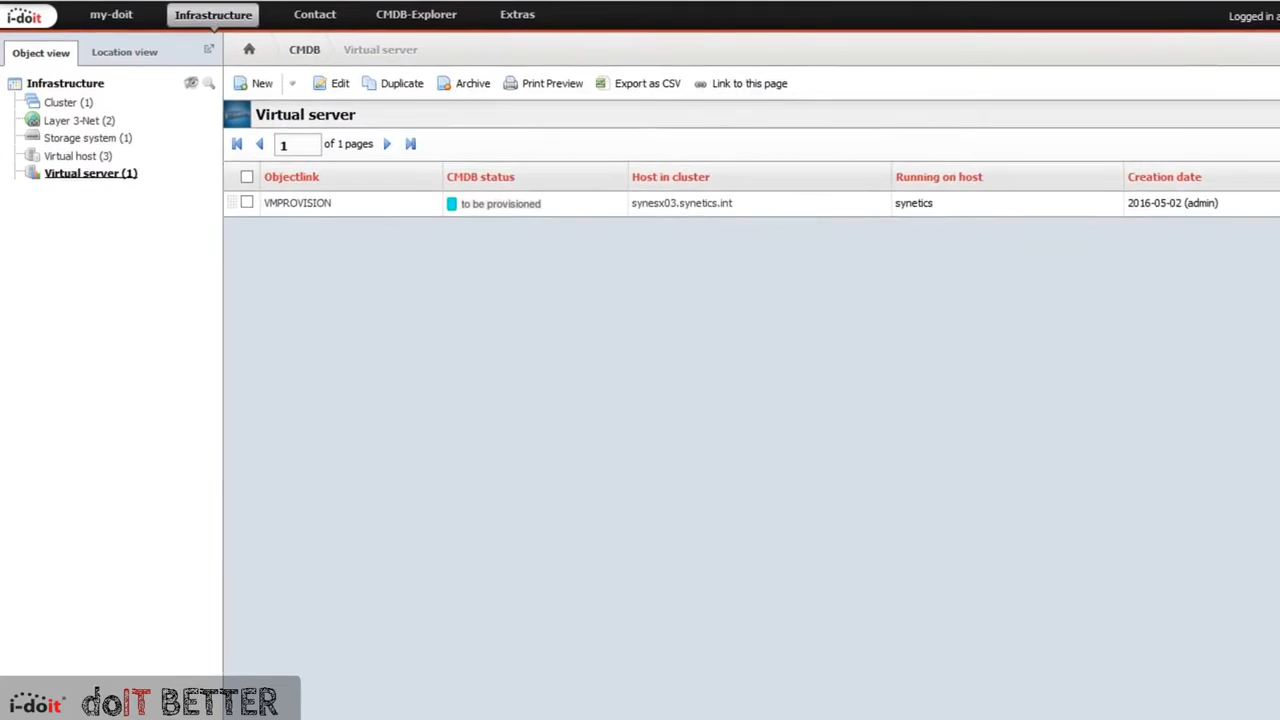 i-doit my-doit Infrastructure Contact CMDB-Explorer Extras Logged in a
Object view Location view CMDB Virtual server
Infrastructure
Cluster (1)
Layer 3-Net (2)
Storage system (1)
Virtual host (3)
Virtual server (1)
New Edit Duplicate Archive Print Preview Export as CSV Link to this page
Virtual server
1 of 1 pages
Objectlink CMDB status Host in cluster Running on host Creation date
VMPROVISION to be provisioned synesx03.synetics.int synetics 2016-05-02 (admin)
i-doit® doIT BETTER